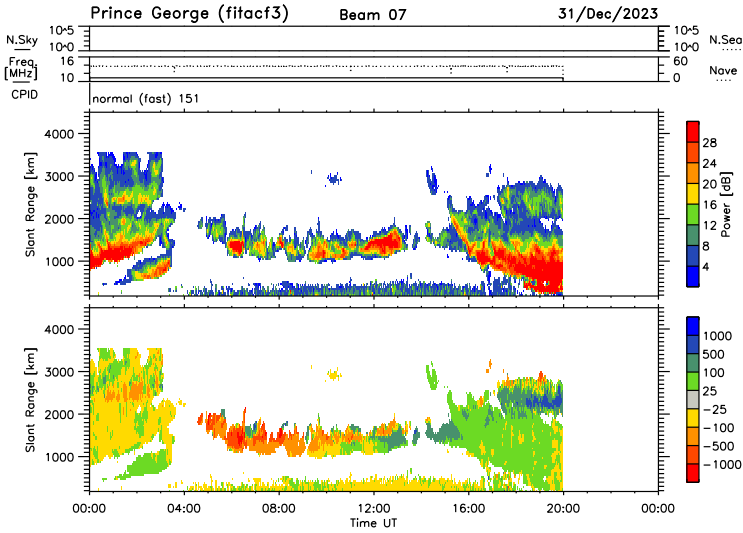 Prince George (fitacf3) Beam 07 31/Dec/2023
10^5 10^5
N.Sky N.Sea
10^0 10^0
16 60
Freq. Nave
[MHz]
10 0
CPID normal (fast) 151
4000
3000
2000
1000
Slant Range [km]
28
24
20
16
12
8
4
Power [dB]
4000
3000
2000
1000
Slant Range [km]
1000
500
100
25
-25
-100
-500
-1000
00:00 04:00 08:00 12:00 16:00 20:00 00:00
Time UT